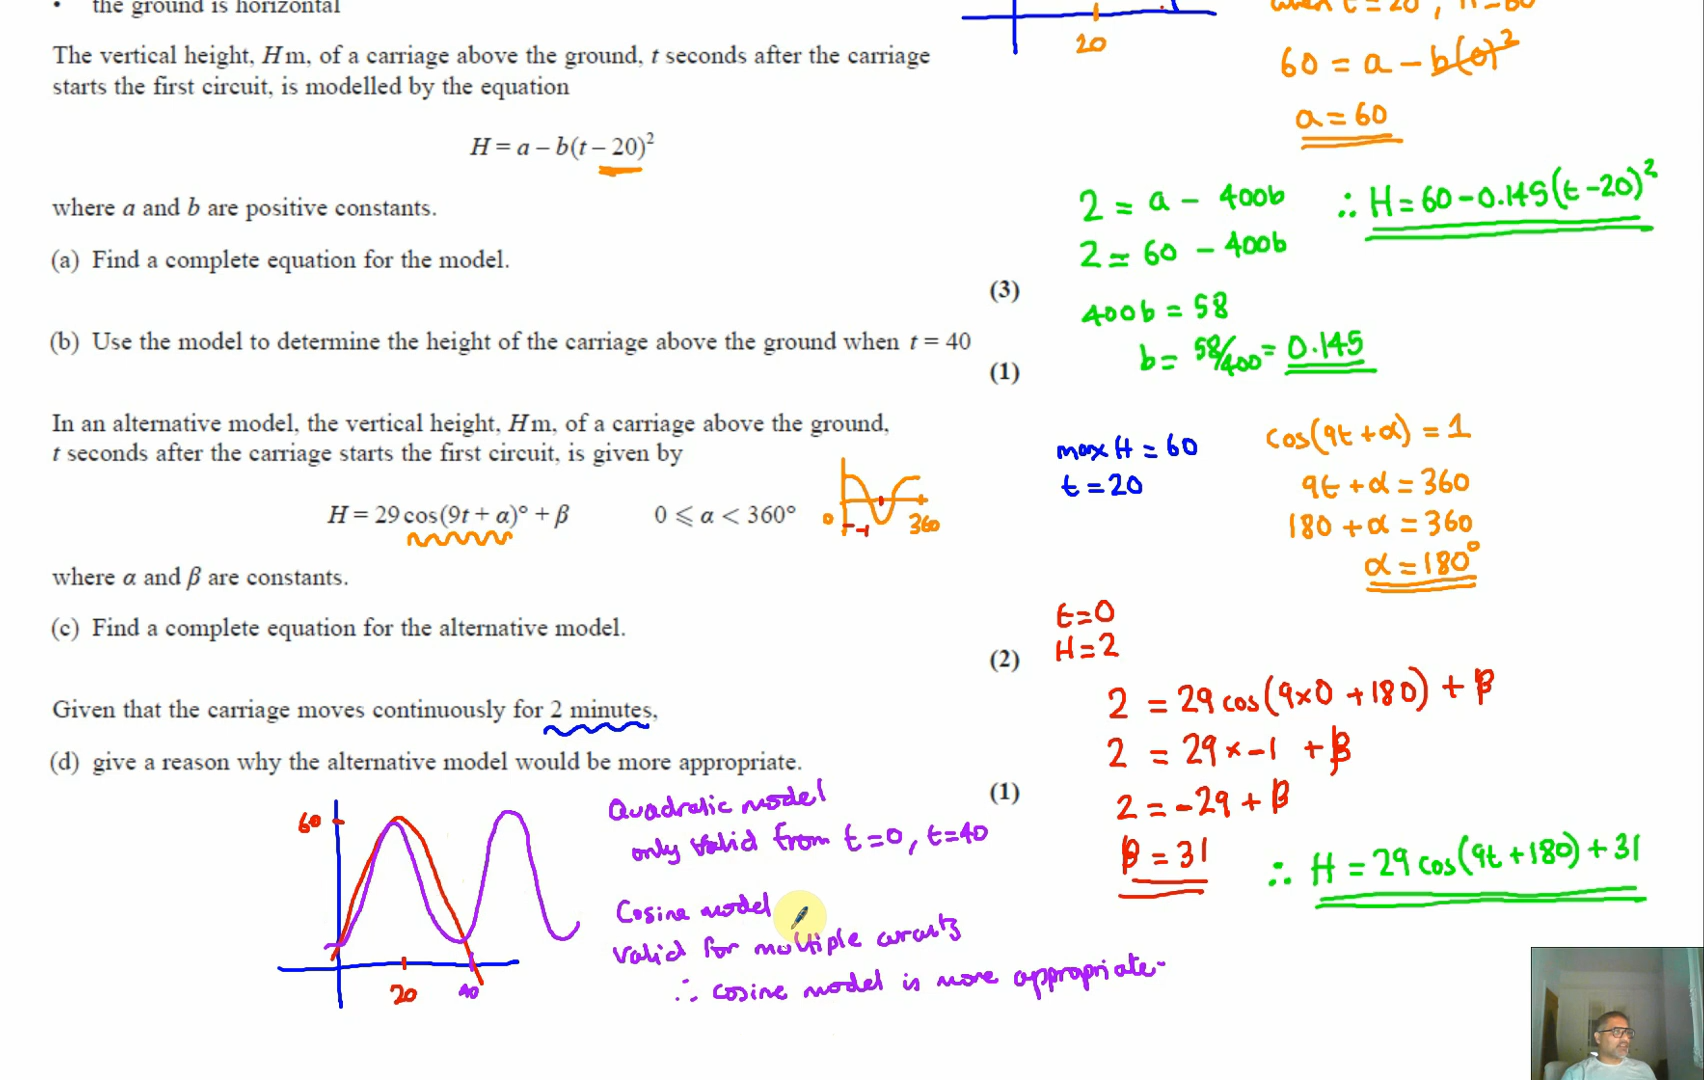 • the ground is horizontal
The vertical height, H m, of a carriage above the ground, t seconds after the carriage
starts the first circuit, is modelled by the equation
H = a – b(t – 20)²
where a and b are positive constants.
(a) Find a complete equation for the model.
(3)
(b) Use the model to determine the height of the carriage above the ground when t = 40
(1)
In an alternative model, the vertical height, H m, of a carriage above the ground,
t seconds after the carriage starts the first circuit, is given by
H = 29 cos(9t + α)° + β 0 ⩽ α < 360°
0 -1 360
where α and β are constants.
(c) Find a complete equation for the alternative model.
(2)
Given that the carriage moves continuously for 2 minutes,
(d) give a reason why the alternative model would be more appropriate.
(1)
60
20 40
Quadratic model
only valid from t=0, t=40
Cosine model
valid for multiple circuits
∴ cosine model is more appropriate.
20
when t = 20, H=60
60 = a – b(0)²
a = 60
2 = a – 400b
2 = 60 – 400b
400b = 58
b = 58/400 = 0.145
∴ H = 60 – 0.145(t – 20)²
max H = 60
t = 20
cos(9t + α) = 1
9t + α = 360
180 + α = 360
α = 180°
t=0
H=2
2 = 29 cos(9×0 + 180) + β
2 = 29 × -1 + β
2 = -29 + β
β = 31
∴ H = 29 cos(9t + 180) + 31